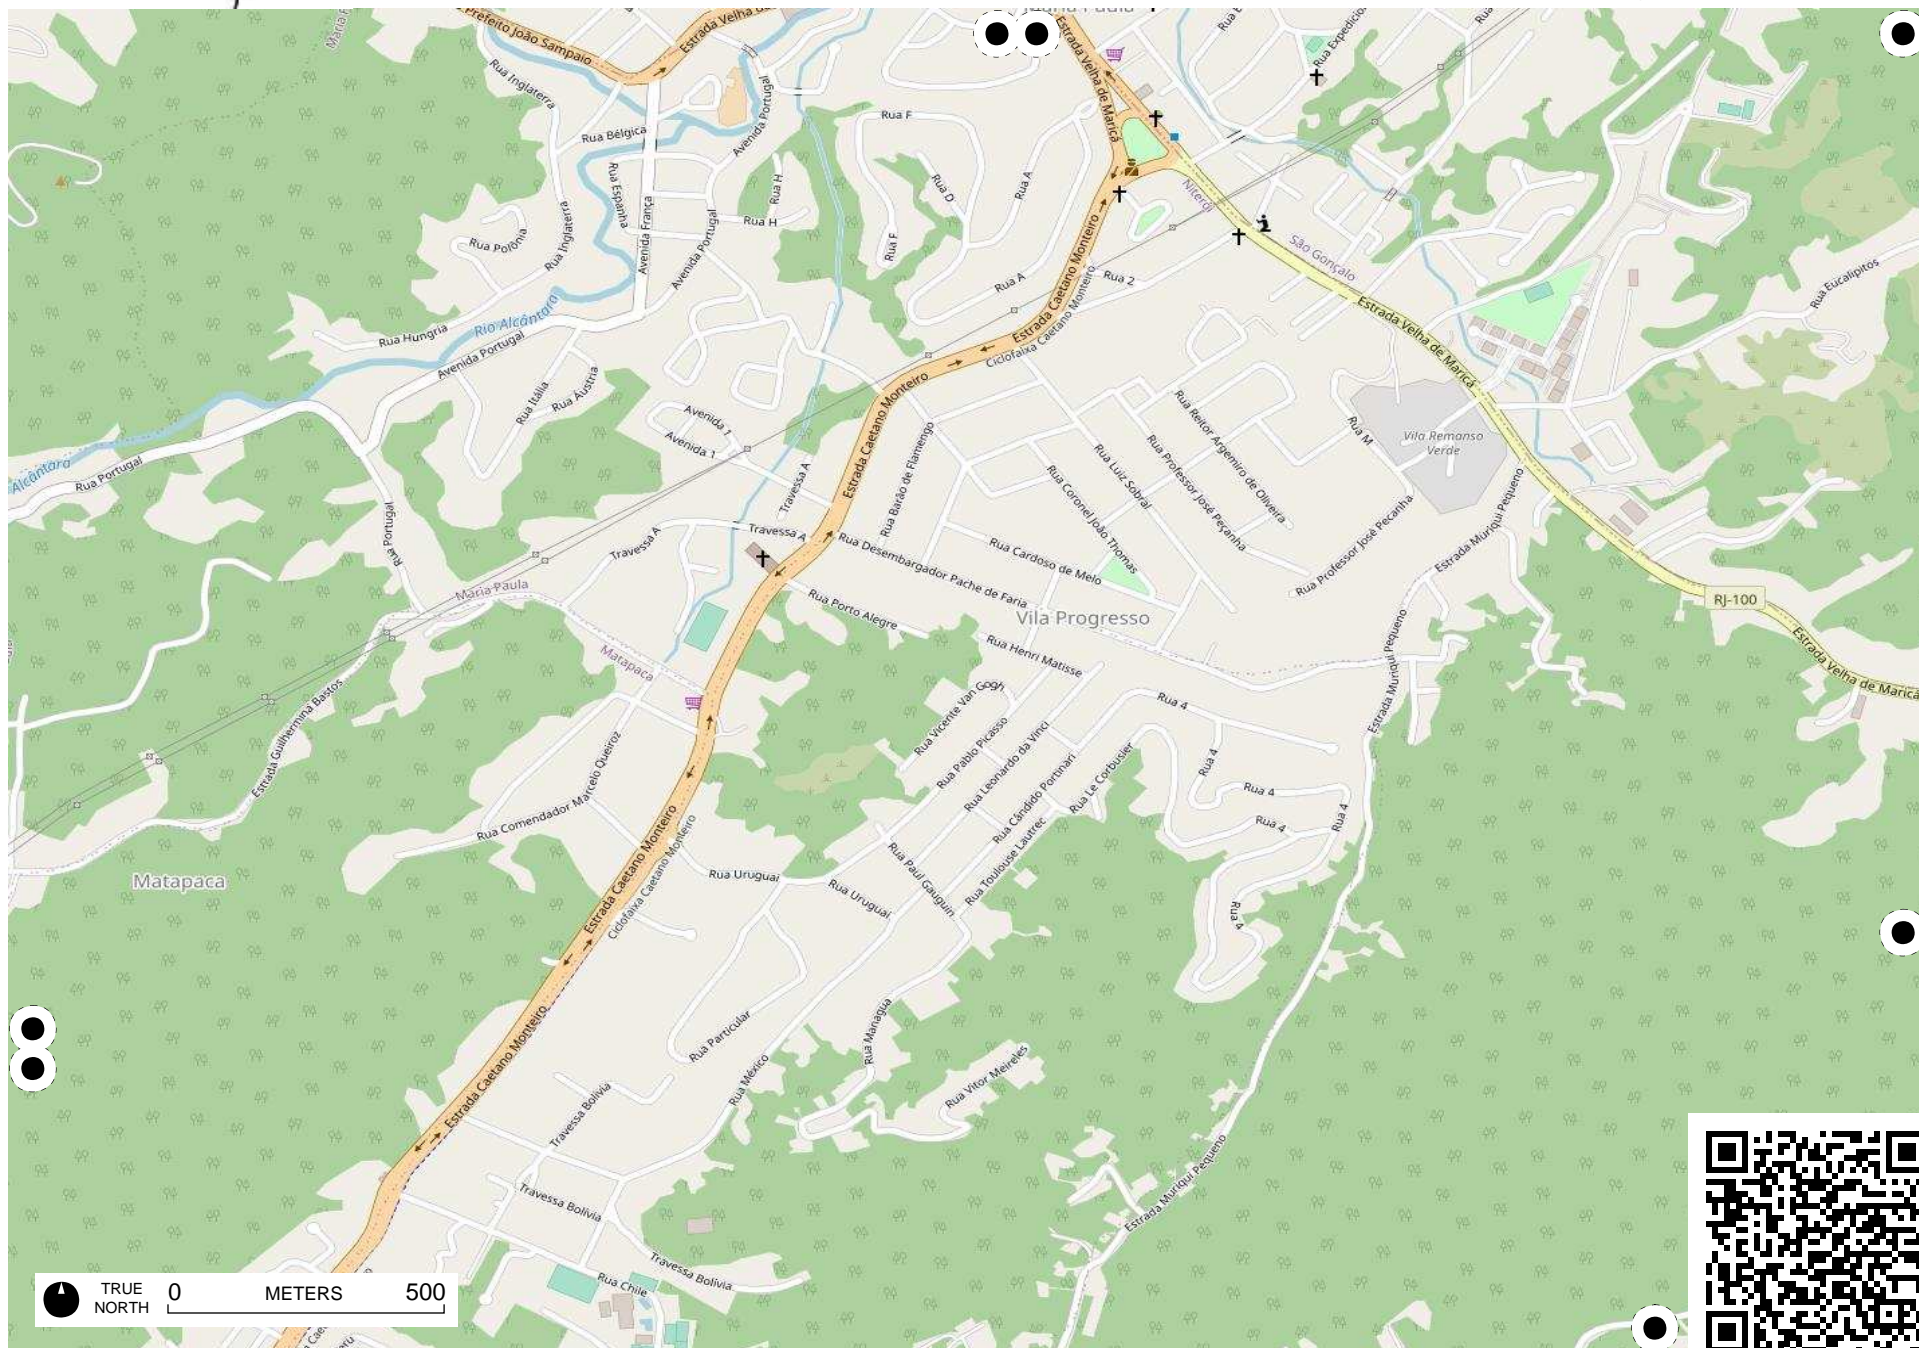 Prefeito João Sampaio
Estrada Velha de Maricá
Rua Inglaterra
Rua Bélgica
Avenida Portugal
Rua Espanha
Avenida França
Rua H
Rua H
Rua Polônia
Rua Inglaterra
Avenida Portugal
Rua Hungria
Rio Alcântara
Avenida Portugal
Rua Itália
Rua Áustria
Alcântara
Rua Portugal
Rua Portugal
Rua F
Rua D
Rua A
Rua F
Rua A
Rua 2
Niterói
São Gonçalo
Rua Eucaliptos
Estrada Velha de Maricá
Estrada Caetano Monteiro
Estrada Caetano Monteiro
Ciclofaixa Caetano Monteiro
Estrada Caetano Monteiro
Avenida 1
Avenida 1
Travessa A
Travessa A
Travessa A
Rua Barão de Flamengo
Rua Reitor Argemiro de Oliveira
Rua Professor José Peçanha
Rua Luiz Sobral
Rua Coronel João Thomas
Rua M
Vila Remanso
Verde
Rua Professor José Peçanha
Estrada Muriqui Pequeno
Rua Desembargador Pache de Faria
Rua Cardoso de Melo
Rua Porto Alegre
Vila Progresso
Rua Henri Matisse
RJ-100
Estrada Velha de Maricá
Maria Paula
Matapaca
Estrada Guilhermina Bastos
Rua Comendador Marcelo Queiroz
Estrada Muriqui Pequeno
Rua Vicente Van Gogh
Rua Pablo Picasso
Rua Leonardo da Vinci
Rua Cândido Portinari
Rua Le Corbusier
Rua Toulouse Lautrec
Rua Paul Gauguin
Rua 4
Rua 4
Rua 4
Rua 4
Rua 4
Rua 4
Matapaca
Estrada Caetano Monteiro
Ciclofaixa Caetano Monteiro
Rua Uruguai
Rua Uruguai
Rua Particular
Rua México
Rua Managua
Rua Vitor Meireles
Estrada Caetano Monteiro
Travessa Bolívia
Travessa Bolívia
Travessa Bolívia
Rua Chile
Estrada Muriqui Pequeno
TRUE
NORTH
0 METERS 500